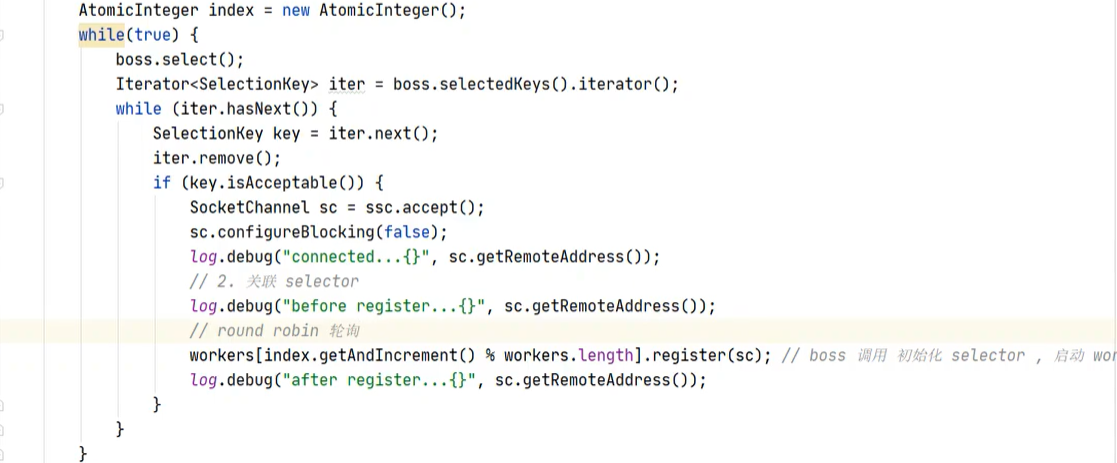 AtomicInteger index = new AtomicInteger();
while(true) {
boss.select();
Iterator<SelectionKey> iter = boss.selectedKeys().iterator();
while (iter.hasNext()) {
SelectionKey key = iter.next();
iter.remove();
if (key.isAcceptable()) {
SocketChannel sc = ssc.accept();
sc.configureBlocking(false);
log.debug("connected...{}", sc.getRemoteAddress());
// 2. 关联 selector
log.debug("before register...{}", sc.getRemoteAddress());
// round robin 轮询
workers[index.getAndIncrement() % workers.length].register(sc); // boss 调用 初始化 selector , 启动
log.debug("after register...{}", sc.getRemoteAddress());
}
}
}